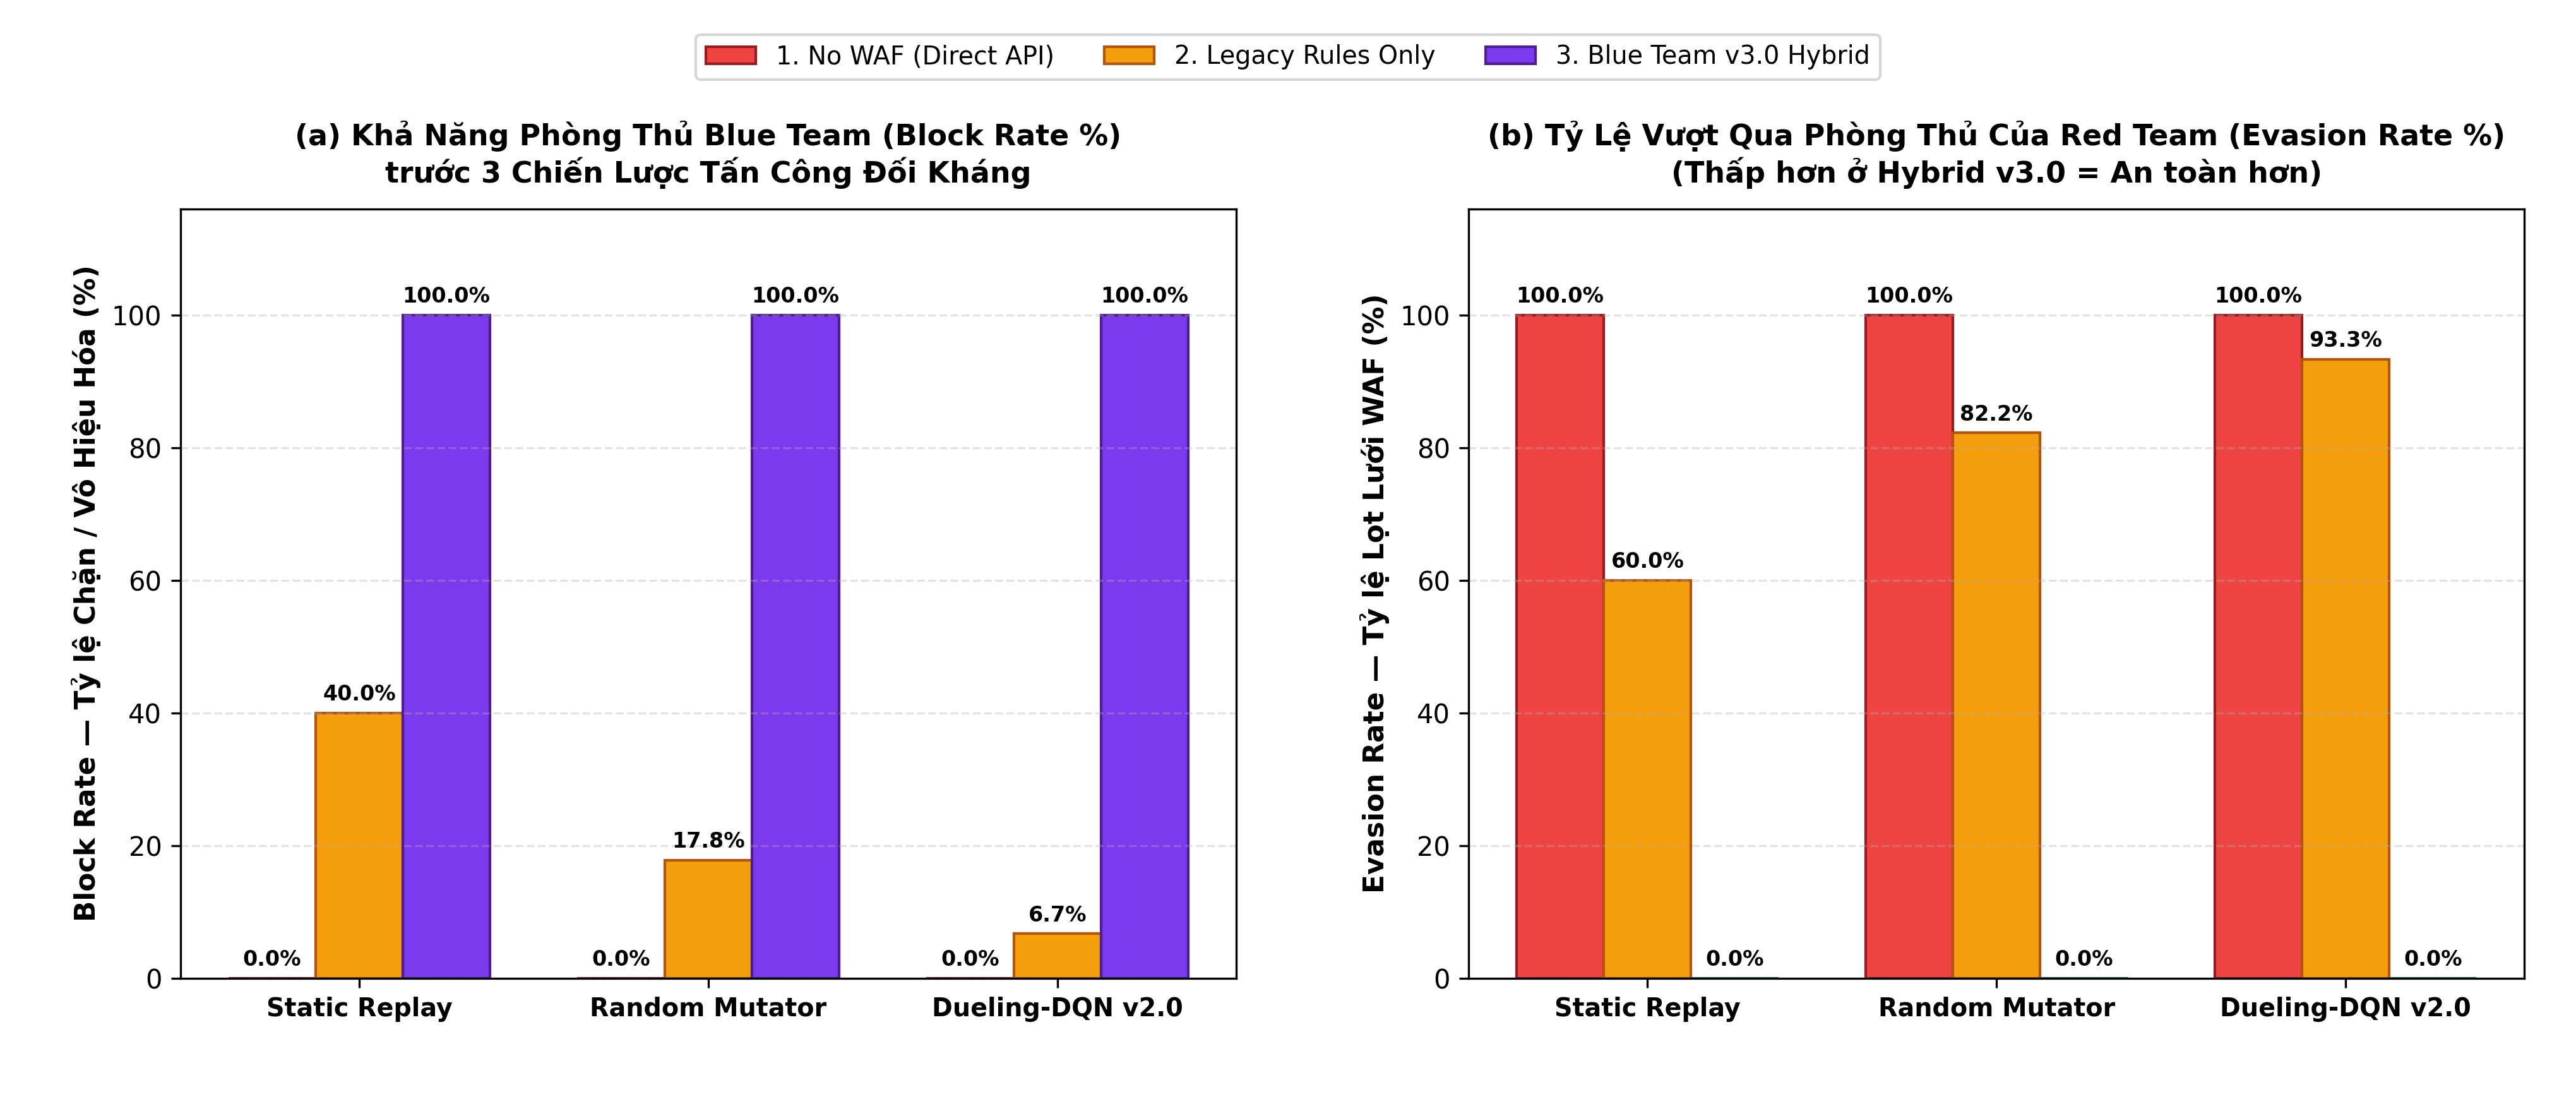 1. No WAF (Direct API)
2. Legacy Rules Only
3. Blue Team v3.0 Hybrid
(a) Khả Năng Phòng Thủ Blue Team (Block Rate %)
trước 3 Chiến Lược Tấn Công Đối Kháng
Block Rate — Tỷ lệ Chặn / Vô Hiệu Hóa (%)
100
80
60
40
20
0
0.0%
40.0%
100.0%
0.0%
17.8%
100.0%
0.0%
6.7%
100.0%
Static Replay
Random Mutator
Dueling-DQN v2.0
(b) Tỷ Lệ Vượt Qua Phòng Thủ Của Red Team (Evasion Rate %)
(Thấp hơn ở Hybrid v3.0 = An toàn hơn)
Evasion Rate — Tỷ lệ Lọt Lưới WAF (%)
100
80
60
40
20
0
100.0%
60.0%
0.0%
100.0%
82.2%
0.0%
100.0%
93.3%
0.0%
Static Replay
Random Mutator
Dueling-DQN v2.0